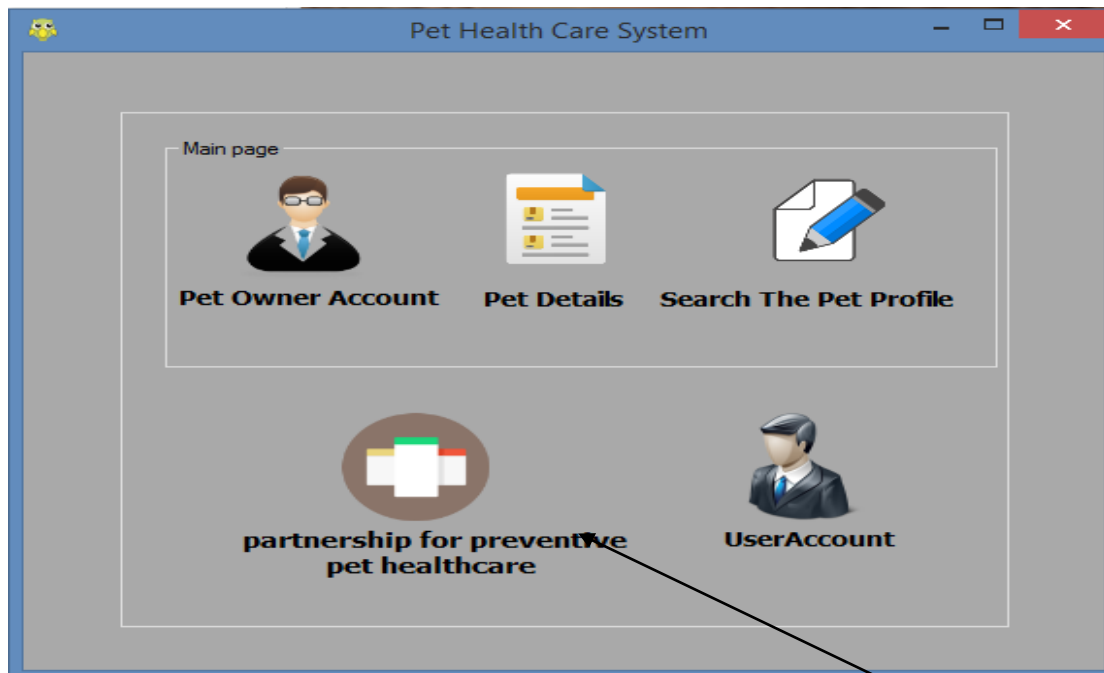 Pet Health Care System
Main page
Pet Owner Account
Pet Details
Search The Pet Profile
partnership for preventive
pet healthcare
UserAccount